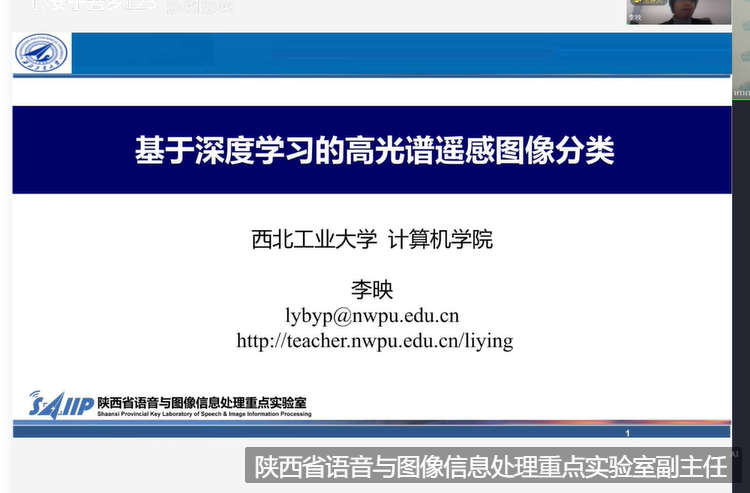 李映
基于深度学习的高光谱遥感图像分类
西北工业大学 计算机学院
李映
lybyp@nwpu.edu.cn
http://teacher.nwpu.edu.cn/liying
SAIIP 陕西省语音与图像信息处理重点实验室
Shaanxi Provincial Key Laboratory of Speech & Image Information Processing
1
陕西省语音与图像信息处理重点实验室副主任
AI